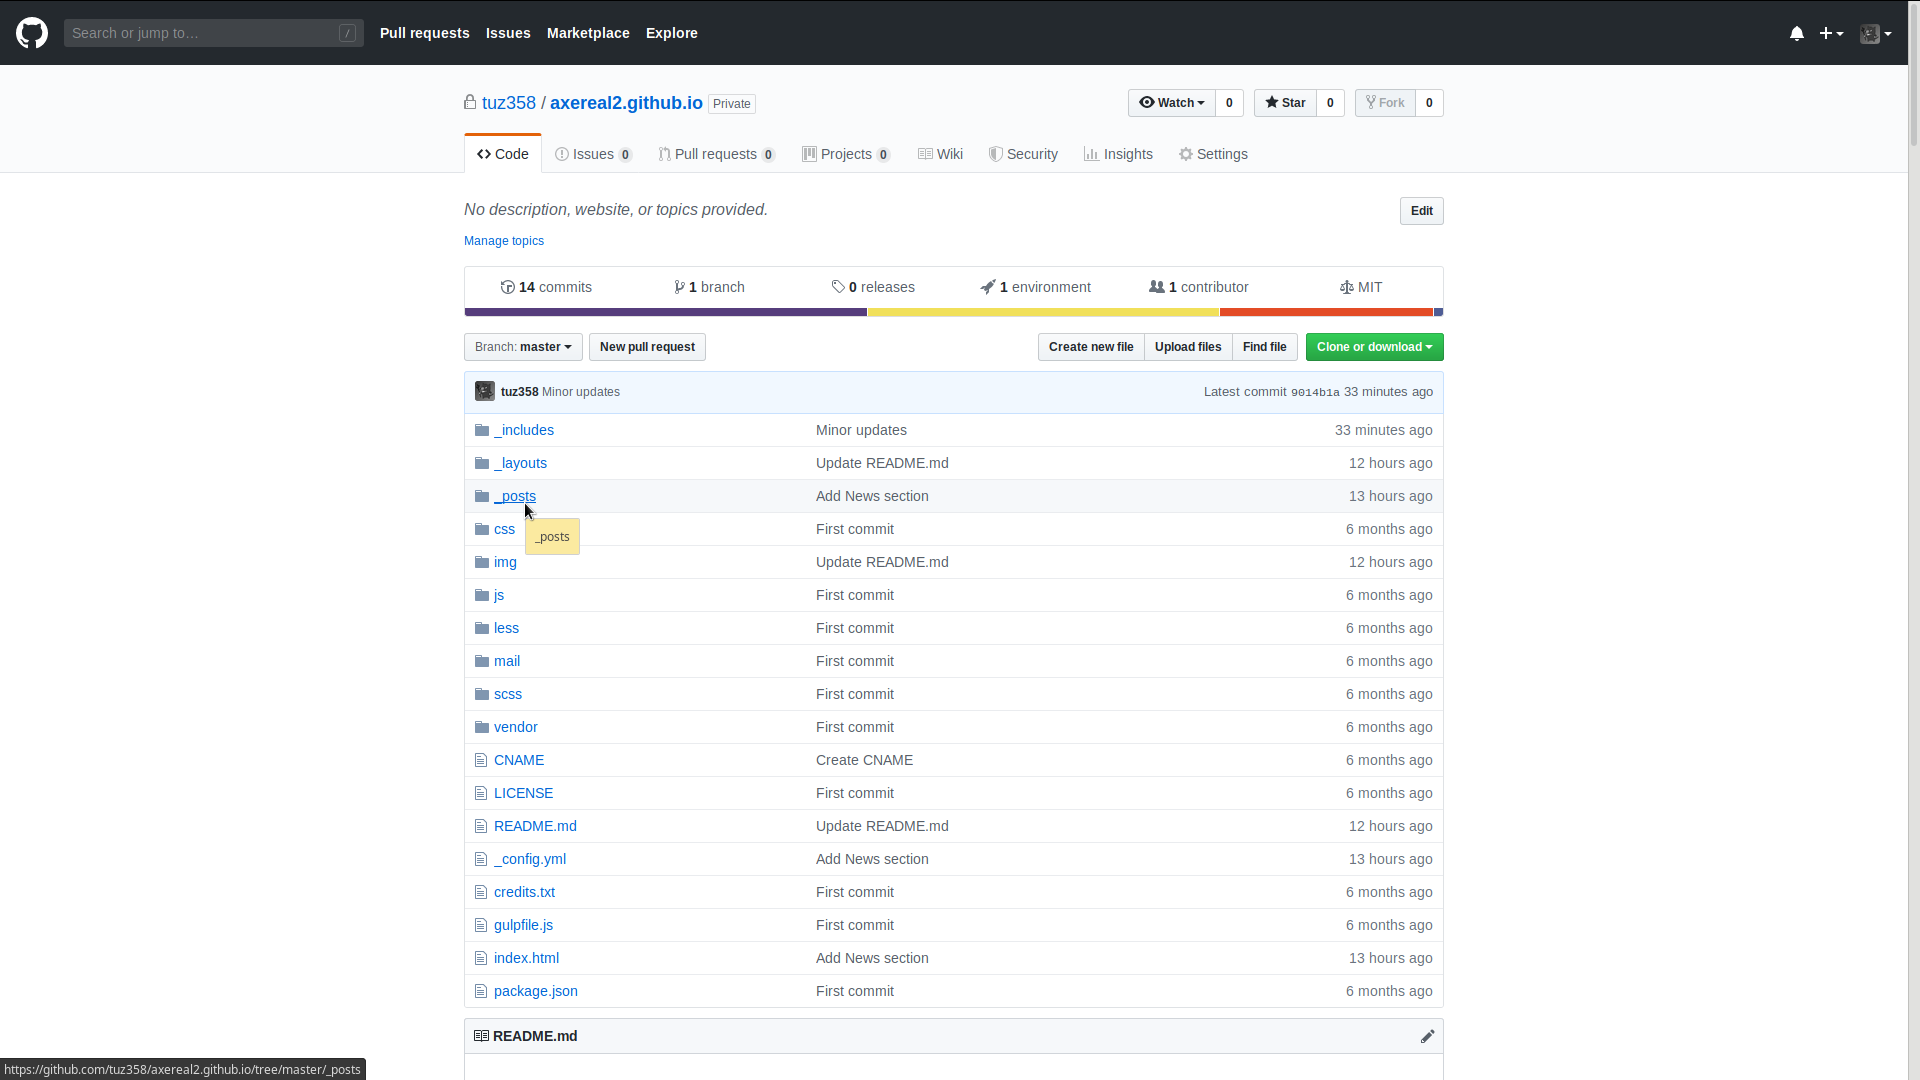 Search or jump to… / Pull requests Issues Marketplace Explore
tuz358 / axereal2.github.io Private Watch 0 Star 0 Fork 0
Code Issues 0 Pull requests 0 Projects 0 Wiki Security Insights Settings
No description, website, or topics provided. Edit
Manage topics
14 commits 1 branch 0 releases 1 environment 1 contributor MIT
Branch: master New pull request Create new file Upload files Find file Clone or download
tuz358 Minor updates Latest commit 9014b1a 33 minutes ago
_includes Minor updates 33 minutes ago
_layouts Update README.md 12 hours ago
_posts Add News section 13 hours ago
css First commit 6 months ago
_posts
img Update README.md 12 hours ago
js First commit 6 months ago
less First commit 6 months ago
mail First commit 6 months ago
scss First commit 6 months ago
vendor First commit 6 months ago
CNAME Create CNAME 6 months ago
LICENSE First commit 6 months ago
README.md Update README.md 12 hours ago
_config.yml Add News section 13 hours ago
credits.txt First commit 6 months ago
gulpfile.js First commit 6 months ago
index.html Add News section 13 hours ago
package.json First commit 6 months ago
README.md
https://github.com/tuz358/axereal2.github.io/tree/master/_posts